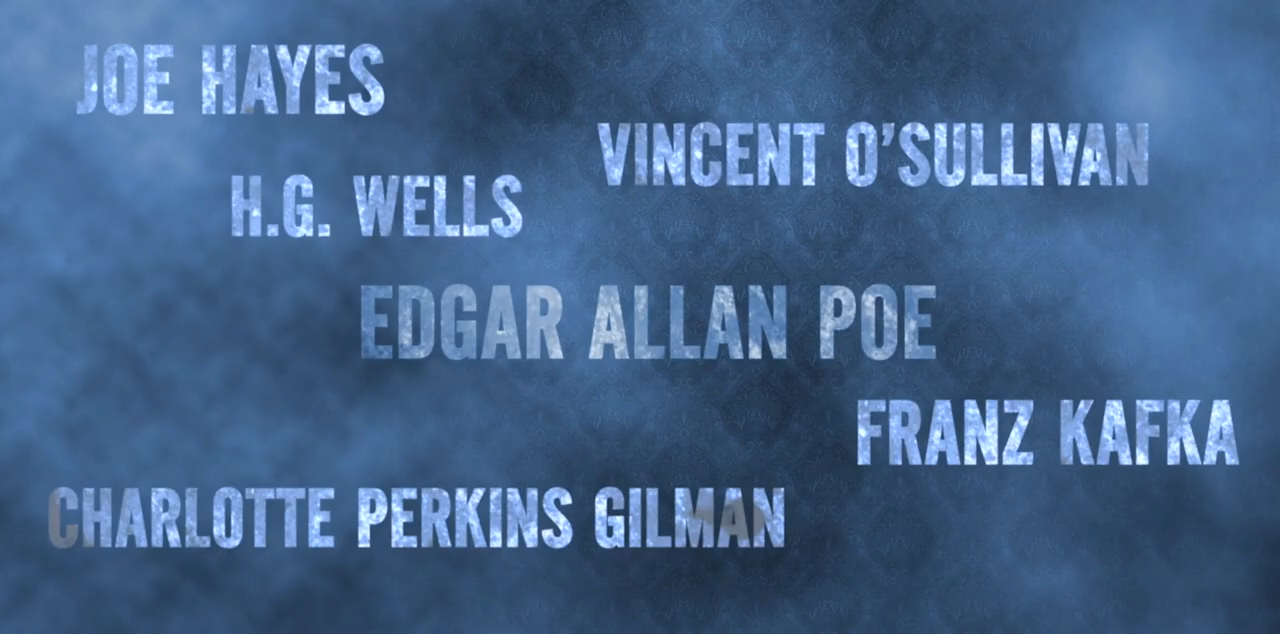 JOE HAYES
VINCENT O'SULLIVAN
H.G. WELLS
EDGAR ALLAN POE
FRANZ KAFKA
CHARLOTTE PERKINS GILMAN